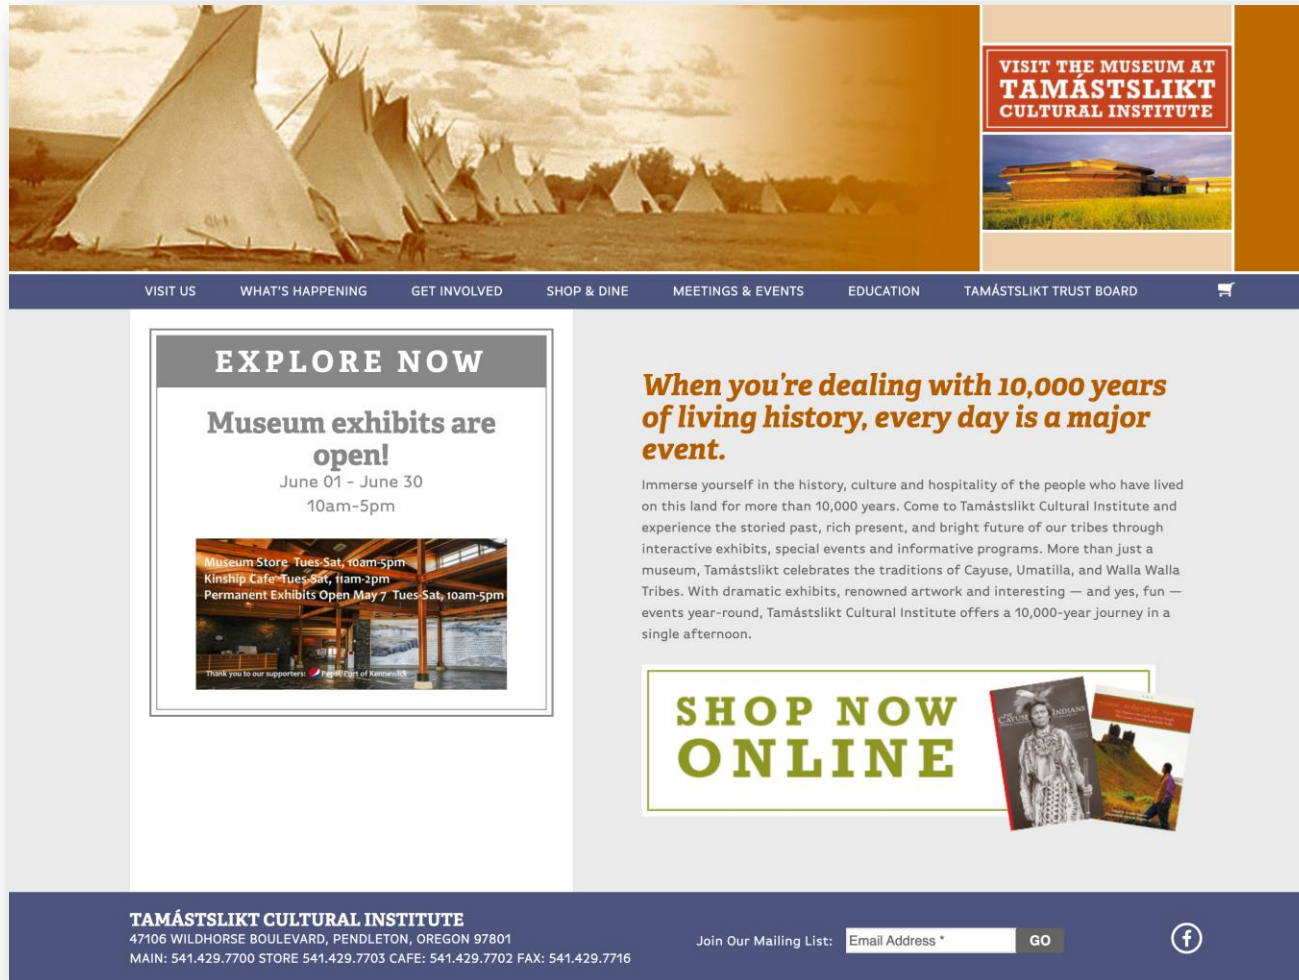 VISIT THE MUSEUM AT
TAMÁSTSLIKT
CULTURAL INSTITUTE
VISIT US WHAT'S HAPPENING GET INVOLVED SHOP & DINE MEETINGS & EVENTS EDUCATION TAMÁSTSLIKT TRUST BOARD
EXPLORE NOW
Museum exhibits are
open!
June 01 - June 30
10am-5pm
Museum Store Tues-Sat, 10am-5pm
Kinship Cafe Tues-Sat, 11am-2pm
Permanent Exhibits Open May 7 Tues-Sat, 10am-5pm
Thank you to our supporters: Pepsi, Port of Kennewick
When you're dealing with 10,000 years
of living history, every day is a major
event.
Immerse yourself in the history, culture and hospitality of the people who have lived
on this land for more than 10,000 years. Come to Tamástslikt Cultural Institute and
experience the storied past, rich present, and bright future of our tribes through
interactive exhibits, special events and informative programs. More than just a
museum, Tamástslikt celebrates the traditions of Cayuse, Umatilla, and Walla Walla
Tribes. With dramatic exhibits, renowned artwork and interesting — and yes, fun —
events year-round, Tamástslikt Cultural Institute offers a 10,000-year journey in a
single afternoon.
SHOP NOW
ONLINE
THE
CAYUSE INDIANS
TAMÁSTSLIKT CULTURAL INSTITUTE
47106 WILDHORSE BOULEVARD, PENDLETON, OREGON 97801
MAIN: 541.429.7700 STORE 541.429.7703 CAFE: 541.429.7702 FAX: 541.429.7716
Join Our Mailing List: Email Address * GO